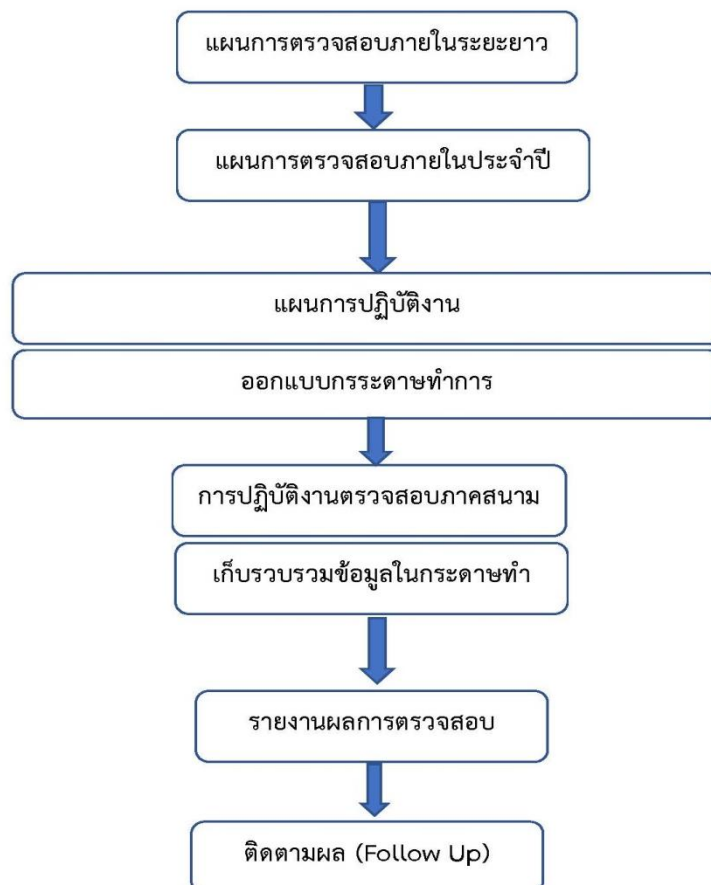 แผนการตรวจสอบภายในระยะยาว
แผนการตรวจสอบภายในประจำปี
แผนการปฏิบัติงาน
ออกแบบกรระดาษทำการ
การปฏิบัติงานตรวจสอบภาคสนาม
เก็บรวบรวมข้อมูลในกระดาษทำ
รายงานผลการตรวจสอบ
ติดตามผล (Follow Up)